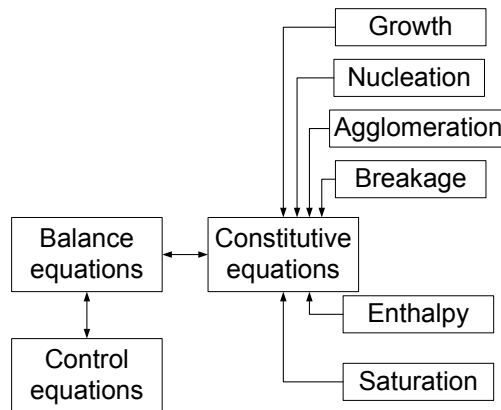 Growth
Nucleation
Agglomeration
Breakage
Balance
equations
Constitutive
equations
Enthalpy
Control
equations
Saturation